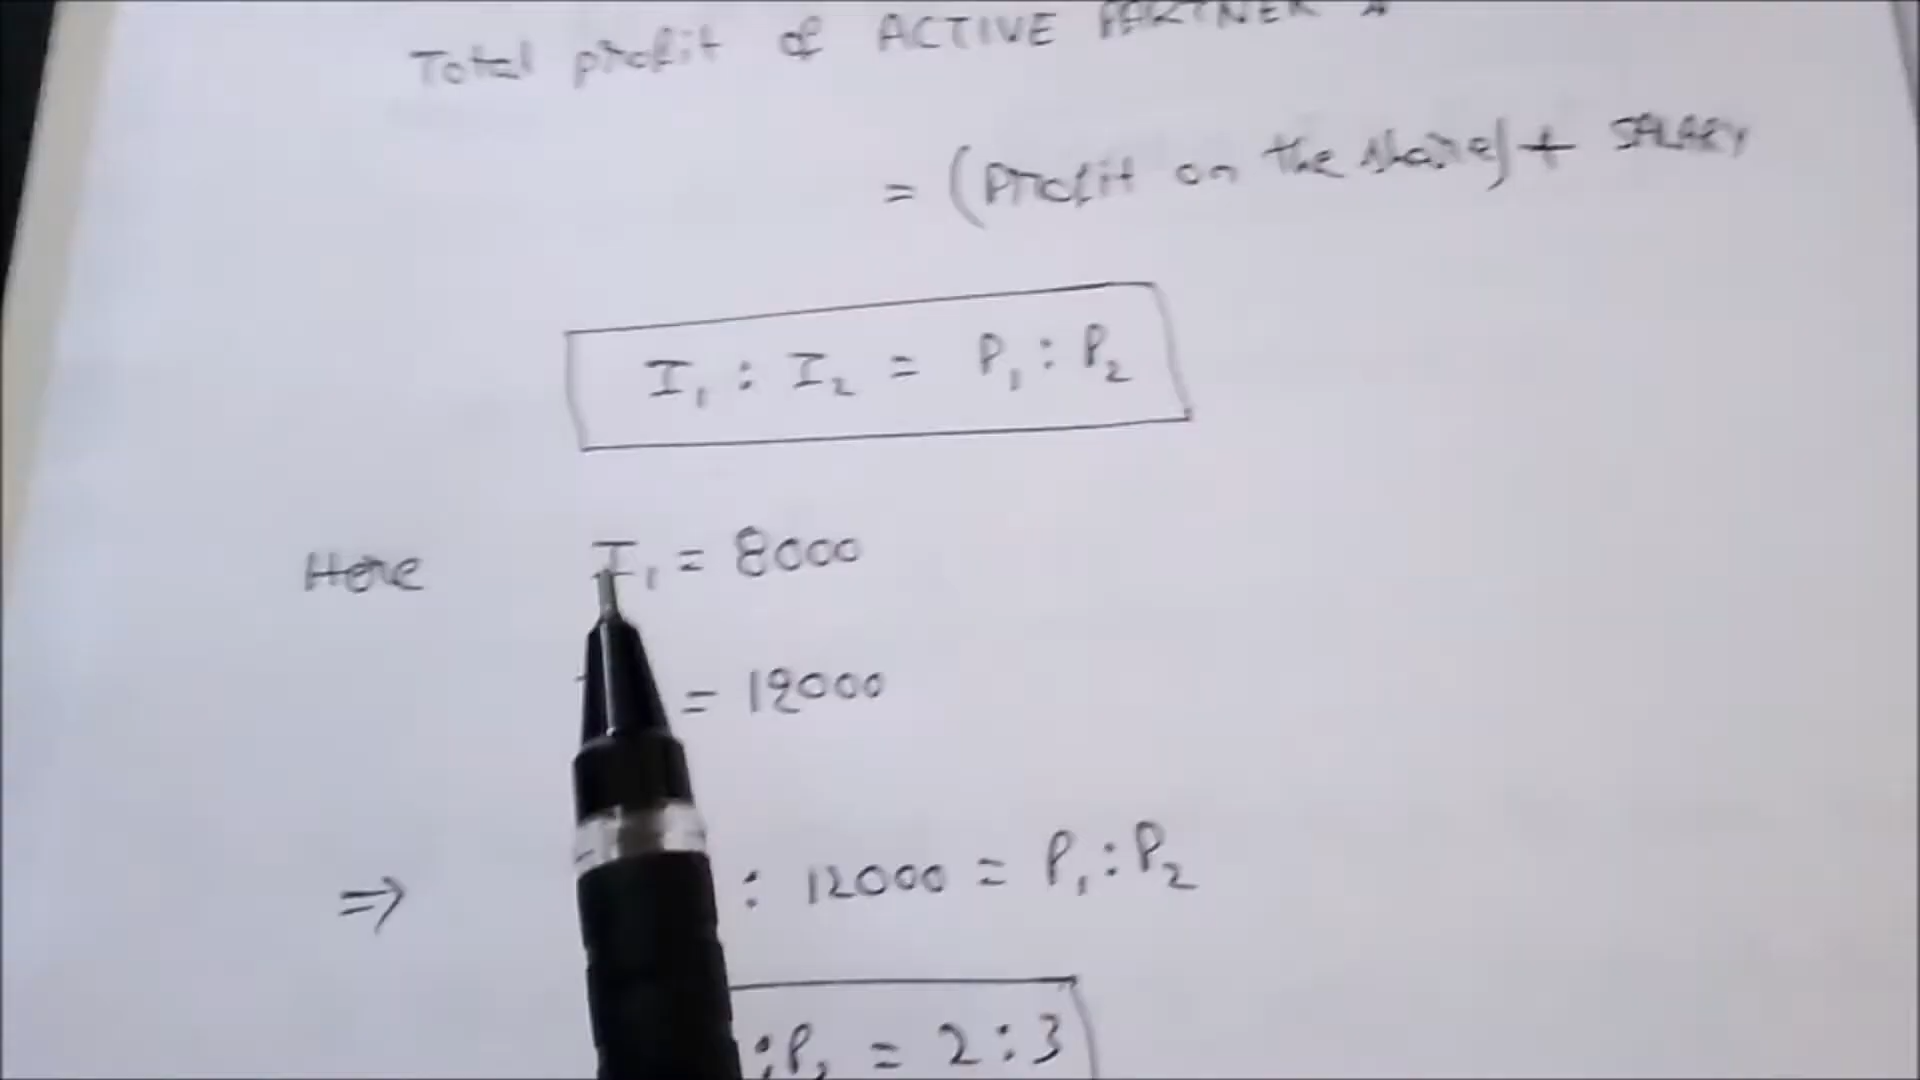 Total profit of ACTIVE PARTNER
= (Profit on the share) + SALARY
I₁ : I₂ = P₁ : P₂
Here I₁ = 8000
= 12000
⇒ : 12000 = P₁ : P₂
: P₂ = 2 : 3